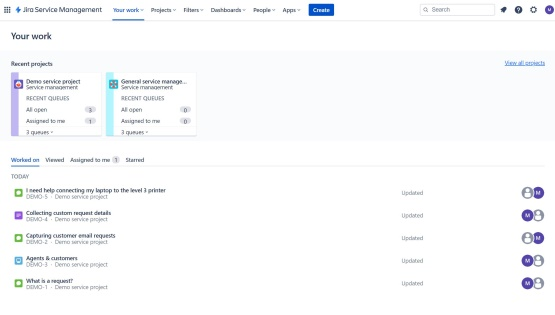 Jira Service Management Your work Projects Filters Dashboards People Apps Create Search M
Your work
Recent projects View all projects
Demo service project
Service management
RECENT QUEUES
All open 3
Assigned to me 1
3 queues
General service manage...
Service management
RECENT QUEUES
All open 0
Assigned to me 0
3 queues
Worked on Viewed Assigned to me 1 Starred
TODAY
I need help connecting my laptop to the level 3 printer
DEMO-5 · Demo service project Updated M
Collecting custom request details
DEMO-4 · Demo service project Updated M
Capturing customer email requests
DEMO-2 · Demo service project Updated M
Agents & customers
DEMO-3 · Demo service project Updated M
What is a request?
DEMO-1 · Demo service project Updated M